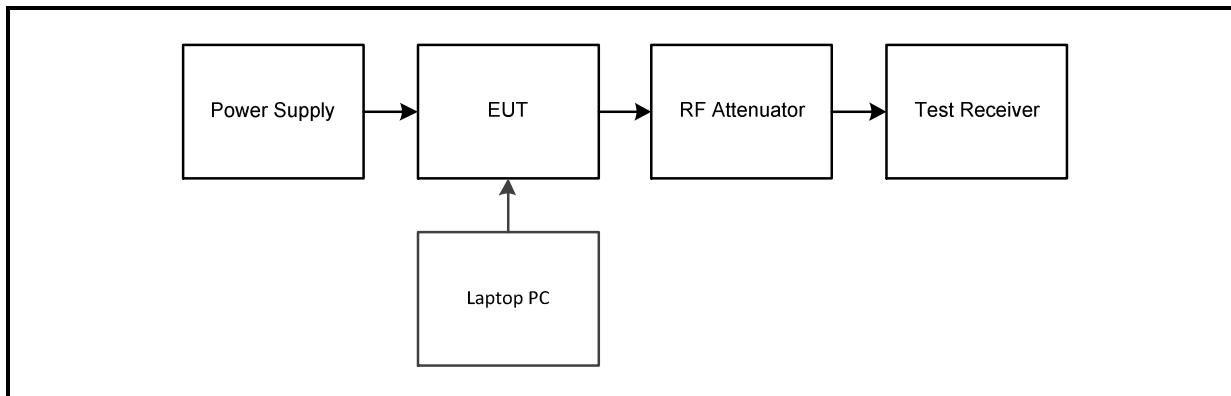 Power Supply
EUT
RF Attenuator
Test Receiver
Laptop PC